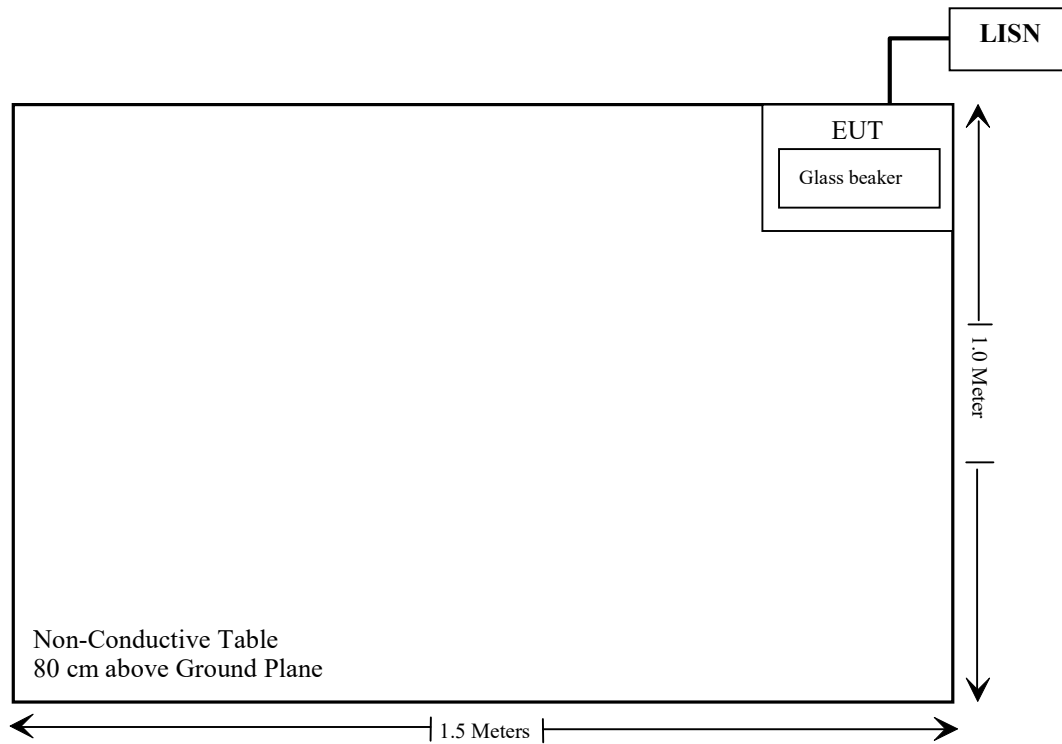 LISN
EUT
Glass beaker
1.0 Meter
Non-Conductive Table
80 cm above Ground Plane
1.5 Meters